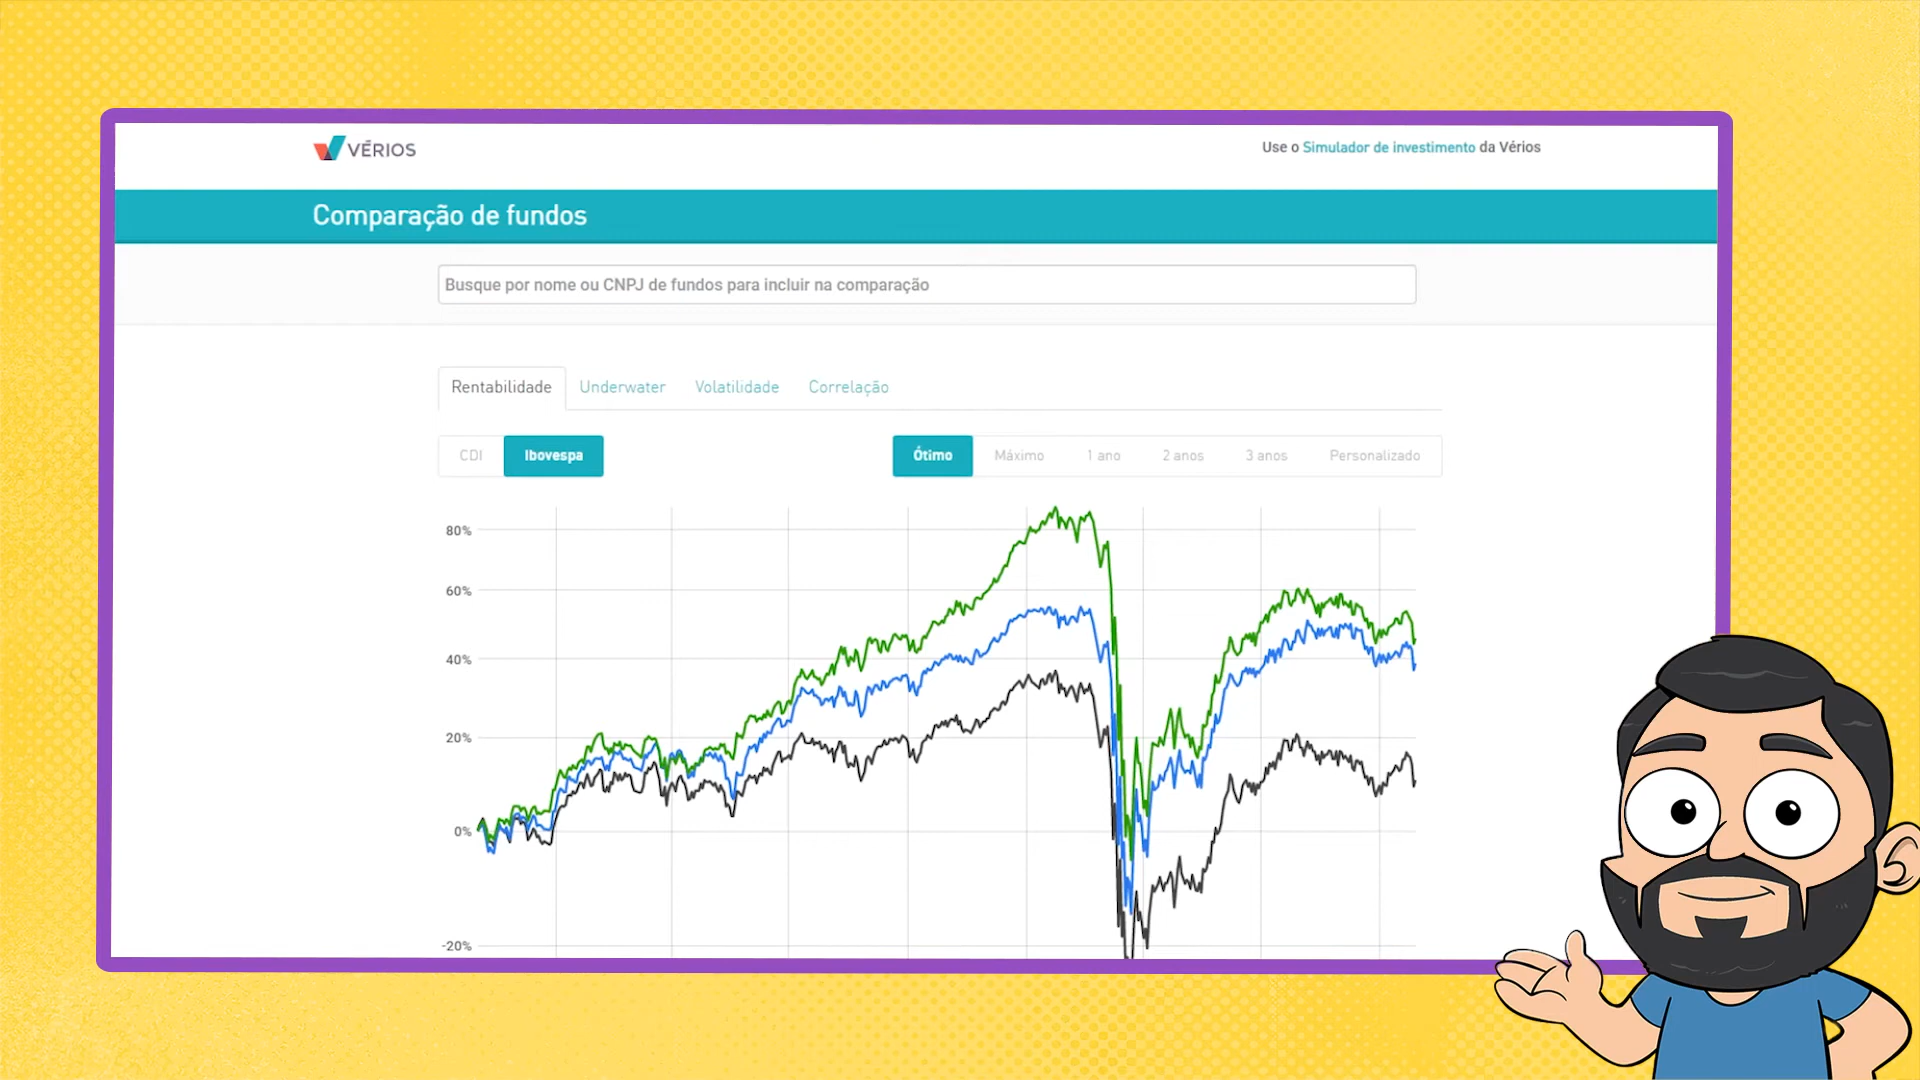 VÉRIOS
Use o Simulador de investimento da Vérios
Comparação de fundos
Busque por nome ou CNPJ de fundos para incluir na comparação
Rentabilidade Underwater Volatilidade Correlação
CDI Ibovespa Ótimo Máximo 1 ano 2 anos 3 anos Personalizado
80%
60%
40%
20%
0%
-20%